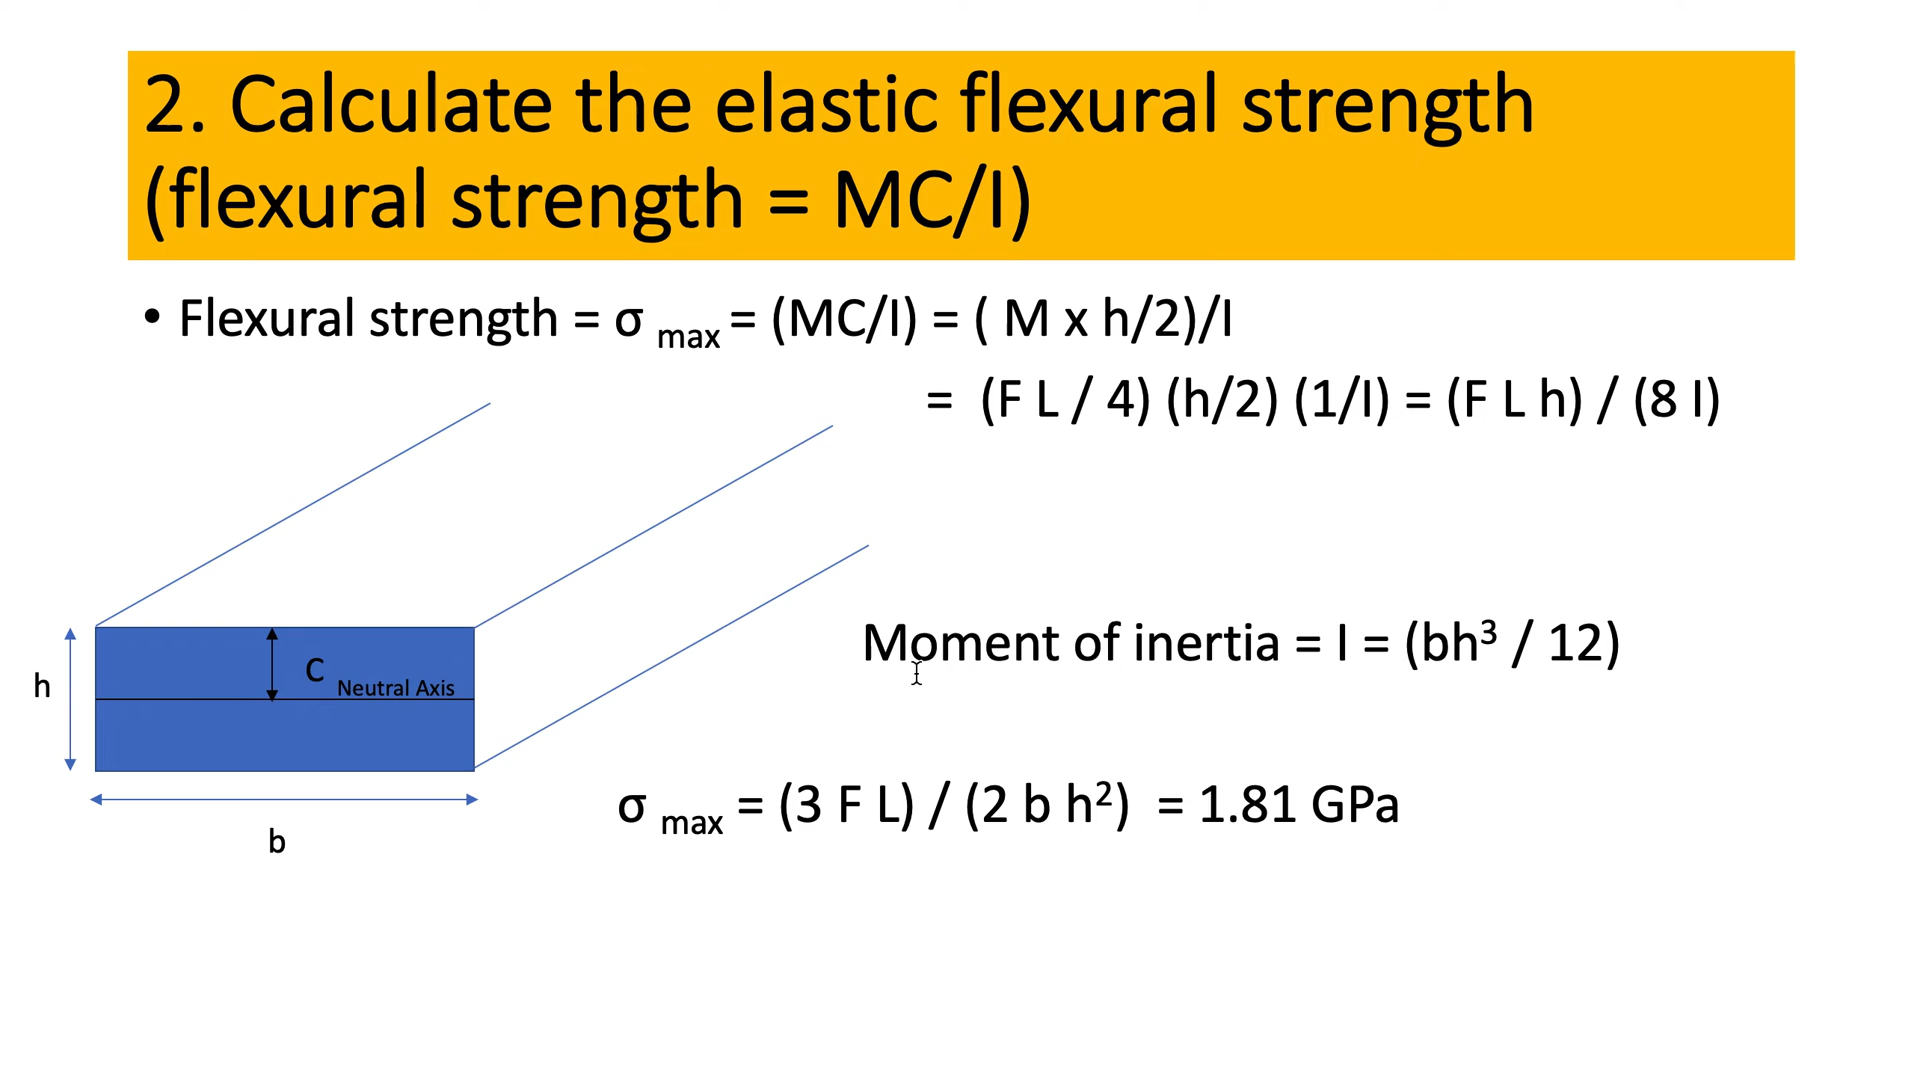 2. Calculate the elastic flexural strength
(flexural strength = MC/I)
• Flexural strength = σ max = (MC/I) = ( M x h/2)/I
= (F L / 4) (h/2) (1/I) = (F L h) / (8 I)
Moment of inertia = I = (bh³ / 12)
C
Neutral Axis
h
σ max = (3 F L) / (2 b h²) = 1.81 GPa
b